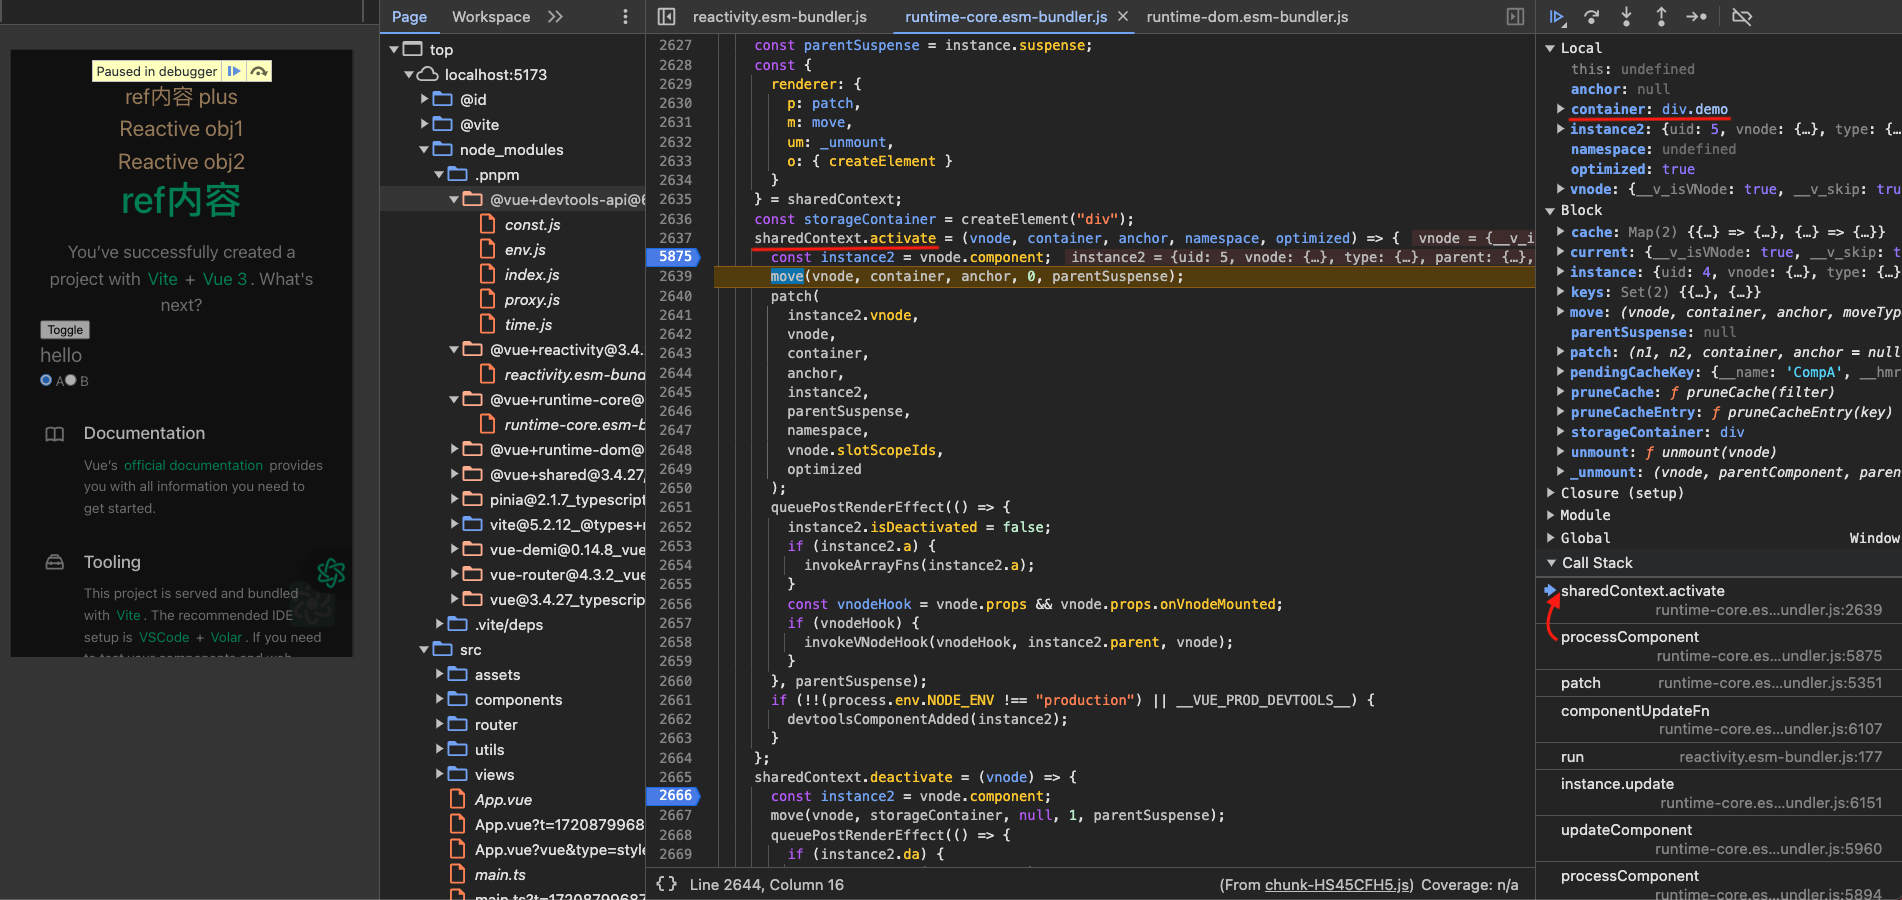 Paused in debugger
ref内容 plus
Reactive obj1
Reactive obj2
ref内容
You've successfully created a
project with Vite + Vue 3. What's
next?
Toggle
hello
A B
Documentation
Vue's official documentation provides
you with all information you need to
get started.
Tooling
This project is served and bundled
with Vite. The recommended IDE
setup is VSCode + Volar. If you need
Page Workspace
top
localhost:5173
@id
@vite
node_modules
.pnpm
@vue+devtools-api@6
const.js
env.js
index.js
proxy.js
time.js
@vue+reactivity@3.4.
reactivity.esm-bund
@vue+runtime-core@
runtime-core.esm-b
@vue+runtime-dom@
@vue+shared@3.4.27
pinia@2.1.7_typescript
vite@5.2.12_@types+
vue-demi@0.14.8_vue
vue-router@4.3.2_vue
vue@3.4.27_typescrip
.vite/deps
src
assets
components
router
utils
views
App.vue
App.vue?t=1720879968
App.vue?vue&type=style
main.ts
main.ts?t=172087968
reactivity.esm-bundler.js runtime-core.esm-bundler.js runtime-dom.esm-bundler.js
2627 const parentSuspense = instance.suspense;
2628 const {
2629 renderer: {
2630 p: patch,
2631 m: move,
2632 um: _unmount,
2633 o: { createElement }
2634 }
2635 } = sharedContext;
2636 const storageContainer = createElement("div");
2637 sharedContext.activate = (vnode, container, anchor, namespace, optimized) => { vnode = {__v_i
5875 const instance2 = vnode.component; instance2 = {uid: 5, vnode: {…}, type: {…}, parent: {…},
2639 move(vnode, container, anchor, 0, parentSuspense);
2640 patch(
2641 instance2.vnode,
2642 vnode,
2643 container,
2644 anchor,
2645 instance2,
2646 parentSuspense,
2647 namespace,
2648 vnode.slotScopeIds,
2649 optimized
2650 );
2651 queuePostRenderEffect(() => {
2652 instance2.isDeactivated = false;
2653 if (instance2.a) {
2654 invokeArrayFns(instance2.a);
2655 }
2656 const vnodeHook = vnode.props && vnode.props.onVnodeMounted;
2657 if (vnodeHook) {
2658 invokeVNodeHook(vnodeHook, instance2.parent, vnode);
2659 }
2660 }, parentSuspense);
2661 if (!!(process.env.NODE_ENV !== "production") || __VUE_PROD_DEVTOOLS__) {
2662 devtoolsComponentAdded(instance2);
2663 }
2664 };
2665 sharedContext.deactivate = (vnode) => {
2666 const instance2 = vnode.component;
2667 move(vnode, storageContainer, null, 1, parentSuspense);
2668 queuePostRenderEffect(() => {
2669 if (instance2.da) {
{} Line 2644, Column 16 (From chunk-HS45CFH5.js) Coverage: n/a
Local
this: undefined
anchor: null
container: div.demo
instance2: {uid: 5, vnode: {…}, type: {…
namespace: undefined
optimized: true
vnode: {__v_isVNode: true, __v_skip: tru
Block
cache: Map(2) {{…} => {…}, {…} => {…}}
current: {__v_isVNode: true, __v_skip: t
instance: {uid: 4, vnode: {…}, type: {…}
keys: Set(2) {{…}, {…}}
move: (vnode, container, anchor, moveTyp
parentSuspense: null
patch: (n1, n2, container, anchor = null
pendingCacheKey: {__name: 'CompA', __hmr
pruneCache: ƒ pruneCache(filter)
pruneCacheEntry: ƒ pruneCacheEntry(key)
storageContainer: div
unmount: ƒ unmount(vnode)
_unmount: (vnode, parentComponent, paren
Closure (setup)
Module
Global Window
Call Stack
sharedContext.activate
runtime-core.es…undler.js:2639
processComponent
runtime-core.es…undler.js:5875
patch runtime-core.es…undler.js:5351
componentUpdateFn
runtime-core.es…undler.js:6107
run reactivity.esm-bundler.js:177
instance.update
runtime-core.es…undler.js:6151
updateComponent
runtime-core.es…undler.js:5960
processComponent
runtime-core.es…undler.js:5894